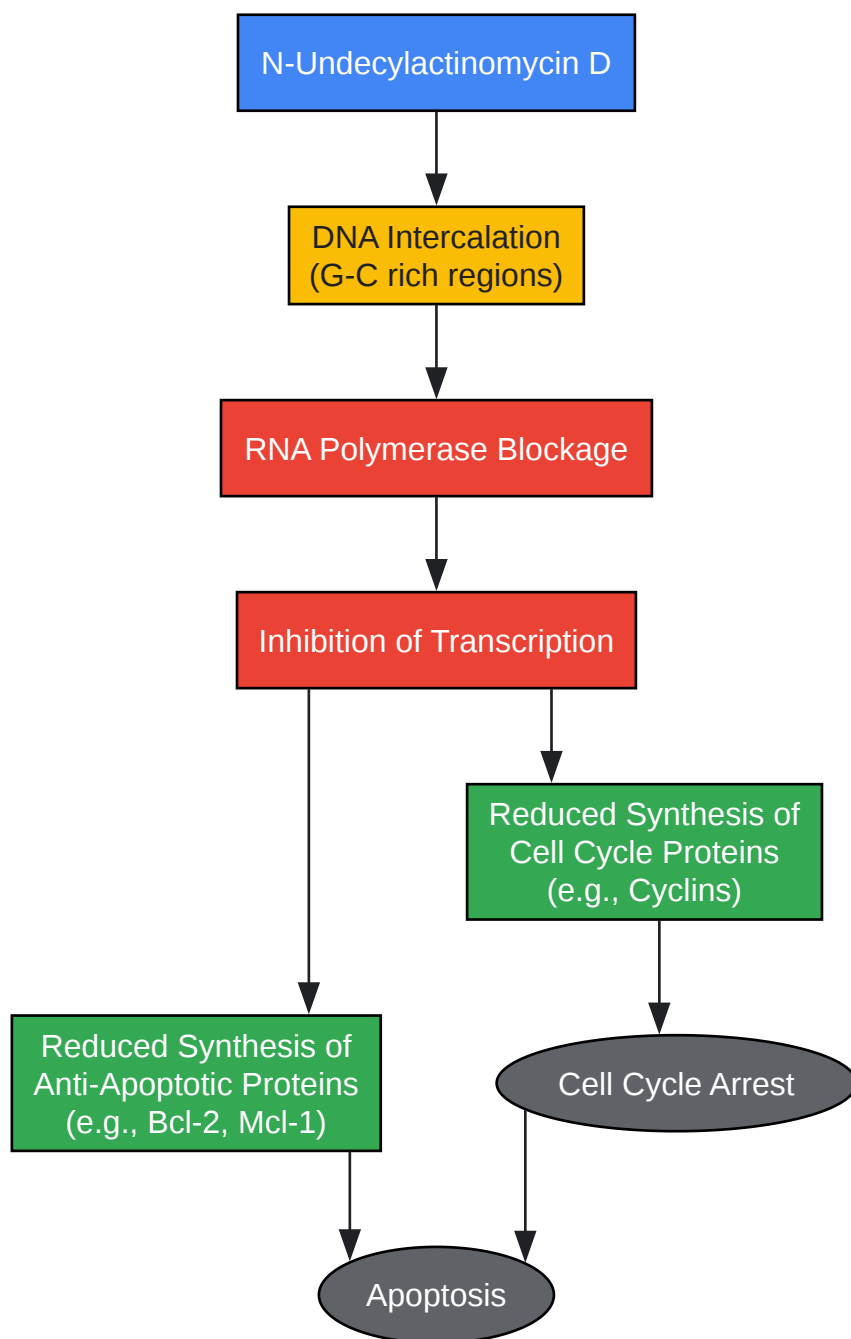 N-Undecylactinomycin D
DNA Intercalation
(G-C rich regions)
RNA Polymerase Blockage
Inhibition of Transcription
Reduced Synthesis of
Cell Cycle Proteins
(e.g., Cyclins)
Reduced Synthesis of
Anti-Apoptotic Proteins
(e.g., Bcl-2, Mcl-1)
Cell Cycle Arrest
Apoptosis